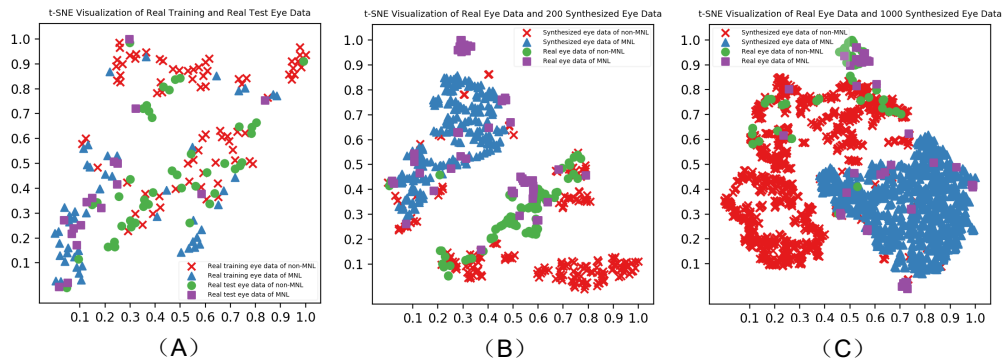 t-SNE Visualization of Real Training and Real Test Eye Data
1.0
0.9
0.8
0.7
0.6
0.5
0.4
0.3
0.2
0.1
Real training eye data of non-MNL
Real training eye data of MNL
Real test eye data of non-MNL
Real test eye data of MNL
0.1 0.2 0.3 0.4 0.5 0.6 0.7 0.8 0.9 1.0
（A）
t-SNE Visualization of Real Eye Data and 200 Synthesized Eye Data
Synthesized eye data of non-MNL
Synthesized eye data of MNL
Real eye data of non-MNL
Real eye data of MNL
1.0
0.9
0.8
0.7
0.6
0.5
0.4
0.3
0.2
0.1
0.1 0.2 0.3 0.4 0.5 0.6 0.7 0.8 0.9 1.0
（B）
t-SNE Visualization of Real Eye Data and 1000 Synthesized Eye Data
Synthesized eye data of non-MNL
Synthesized eye data of MNL
Real eye data of non-MNL
Real eye data of MNL
1.0
0.9
0.8
0.7
0.6
0.5
0.4
0.3
0.2
0.1
0.1 0.2 0.3 0.4 0.5 0.6 0.7 0.8 0.9 1.0
（C）